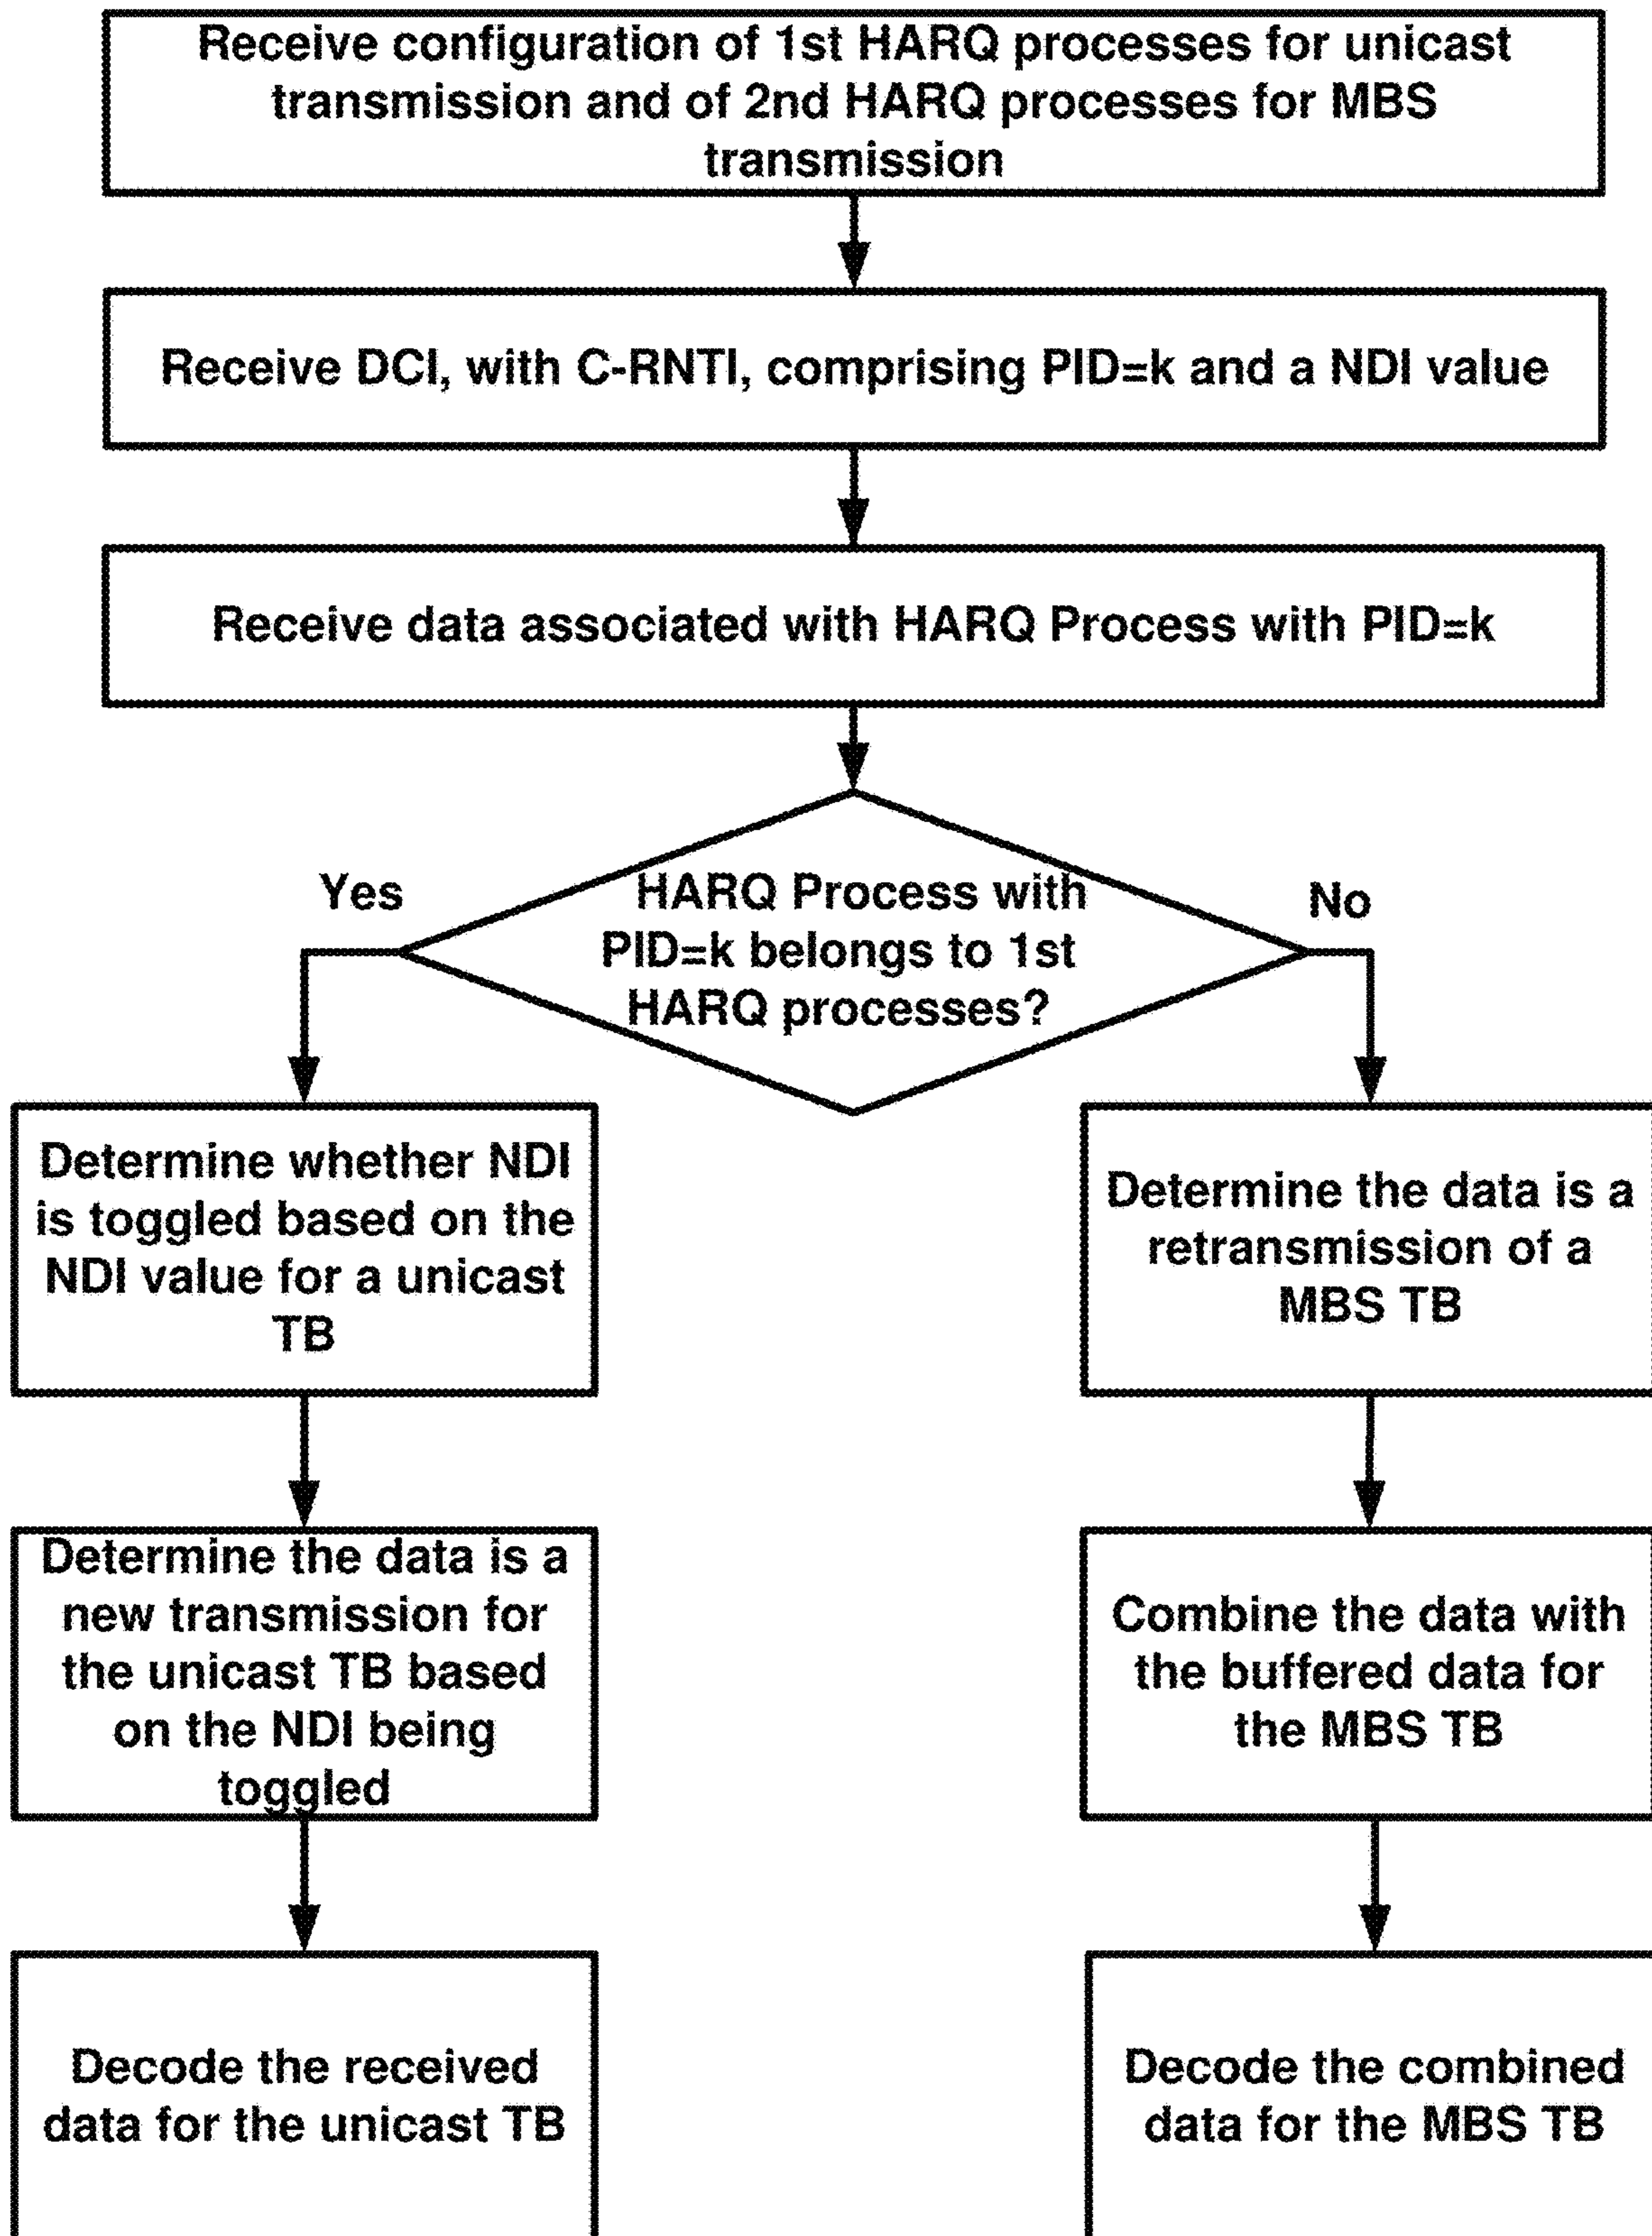 Receive configuration of 1st HARQ processes for unicast
transmission and of 2nd HARQ processes for MBS
transmission
Receive DCI, with C-RNTI, comprising PID=k and a NDI value
Receive data associated with HARQ Process with PID=k
HARQ Process with
PID=k belongs to 1st
HARQ processes?
Yes
No
Determine whether NDI
is toggled based on the
NDI value for a unicast
TB
Determine the data is a
new transmission for
the unicast TB based
on the NDI being
toggled
Decode the received
data for the unicast TB
Determine the data is a
retransmission of a
MBS TB
Combine the data with
the buffered data for
the MBS TB
Decode the combined
data for the MBS TB